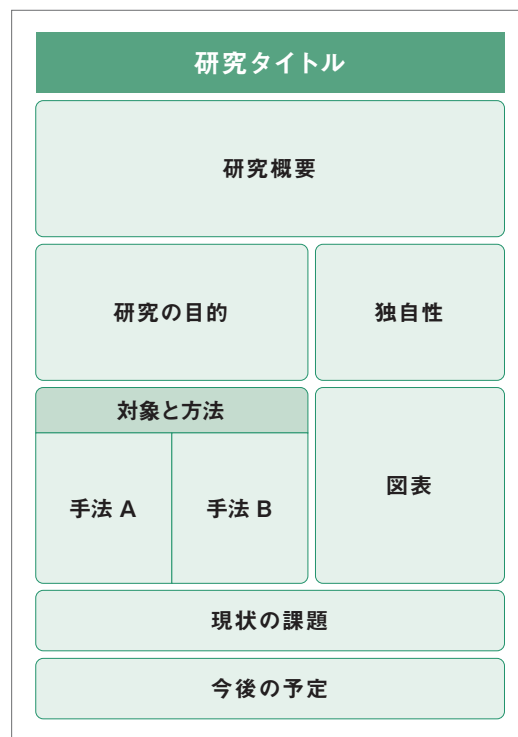 研究タイトル
研究概要
研究の目的
独自性
対象と方法
手法 A
手法 B
図表
現状の課題
今後の予定